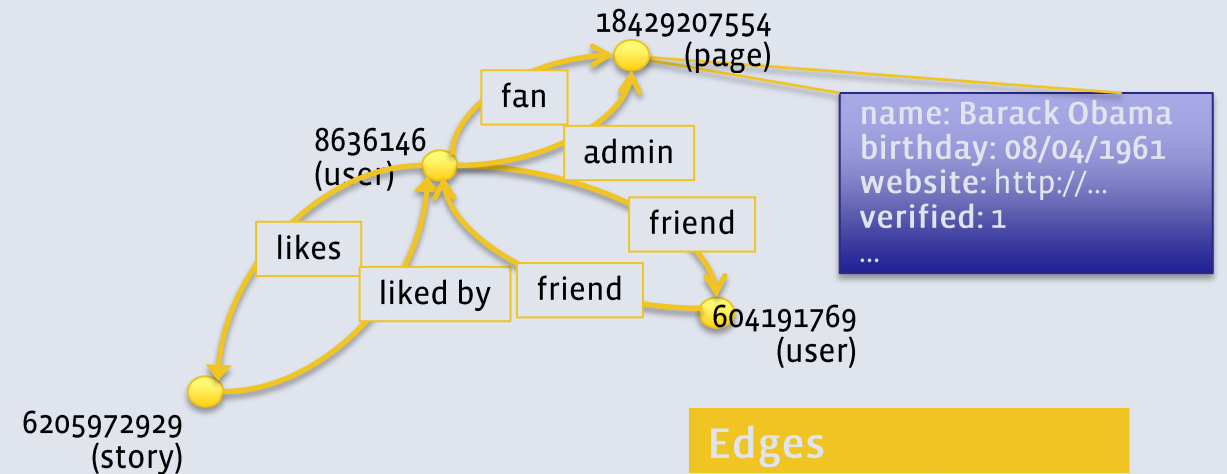 18429207554
(page)
fan
8636146
(user)
admin
name: Barack Obama
birthday: 08/04/1961
website: http://...
verified: 1
...
friend
likes
liked by
friend
604191769
(user)
6205972929
(story)
Edges